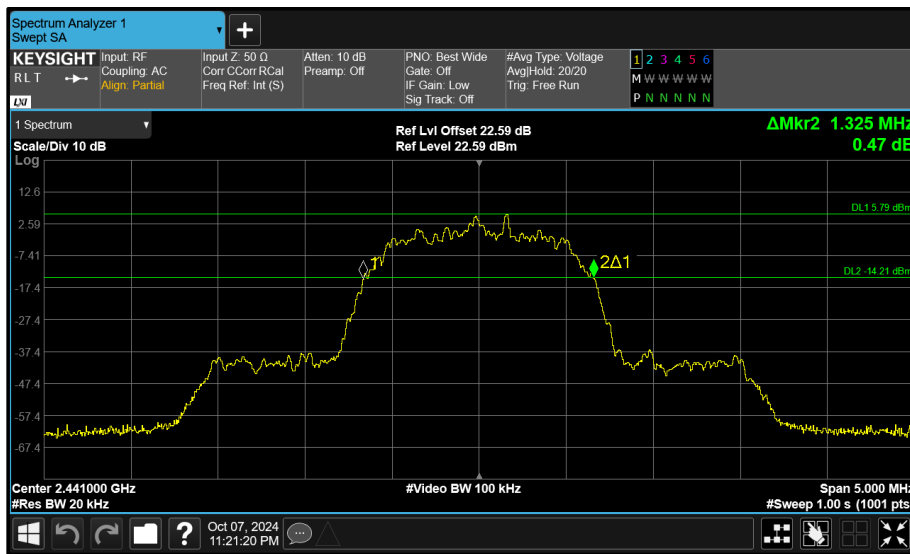 Spectrum Analyzer 1
Swept SA
KEYSIGHT
R L T
LXI
Input: RF
Coupling: AC
Align: Partial
Input Z: 50 Ω
Corr CCorr RCal
Freq Ref: Int (S)
Atten: 10 dB
Preamp: Off
PNO: Best Wide
Gate: Off
IF Gain: Low
Sig Track: Off
#Avg Type: Voltage
Avg|Hold: 20/20
Trig: Free Run
1 2 3 4 5 6
M W W W W W
P N N N N N
1 Spectrum
Scale/Div 10 dB
Ref Lvl Offset 22.59 dB
Ref Level 22.59 dBm
ΔMkr2 1.325 MHz
0.47 dB
Log
12.6
2.59
-7.41
-17.4
-27.4
-37.4
-47.4
-57.4
-67.4
DL1 5.79 dBm
1
2Δ1
DL2 -14.21 dBm
Center 2.441000 GHz
#Video BW 100 kHz
Span 5.000 MHz
#Res BW 20 kHz
#Sweep 1.00 s (1001 pts
?
Oct 07, 2024
11:21:20 PM